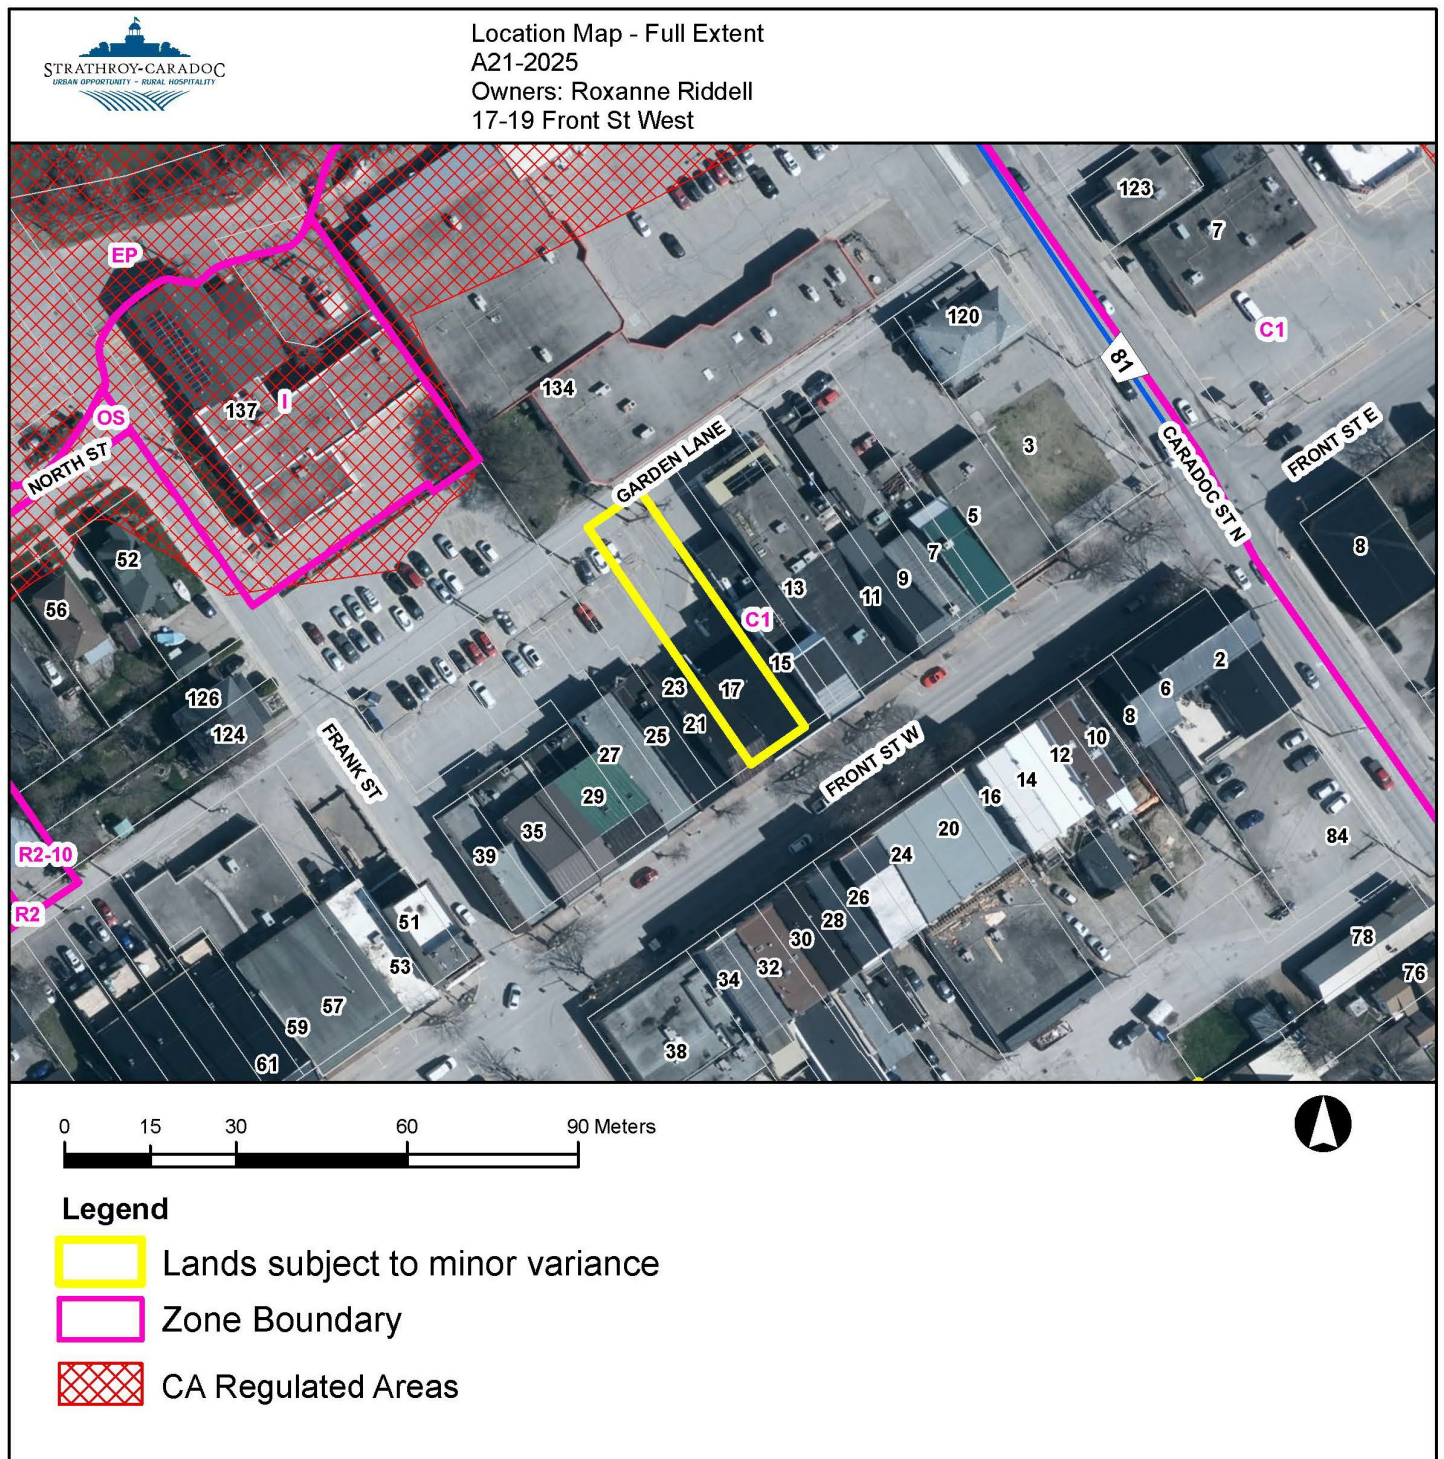 STRATHROY-CARADOC
URBAN OPPORTUNITY - RURAL HOSPITALITY
Location Map - Full Extent
A21-2025
Owners: Roxanne Riddell
17-19 Front St West
123
7
EP
C1
120
81
134
137
I
OS
NORTH ST
GARDEN LANE
3
CARADOC ST N
FRONT ST E
5
8
52
7
56
13
9
11
C1
15
2
126
23
17
6
124
21
8
25
10
FRANK ST
27
FRONT ST W
12
14
29
16
35
20
84
R2-10
39
24
26
R2
51
28
30
78
53
32
34
76
57
59
38
61
0 15 30 60 90 Meters
Legend
Lands subject to minor variance
Zone Boundary
CA Regulated Areas